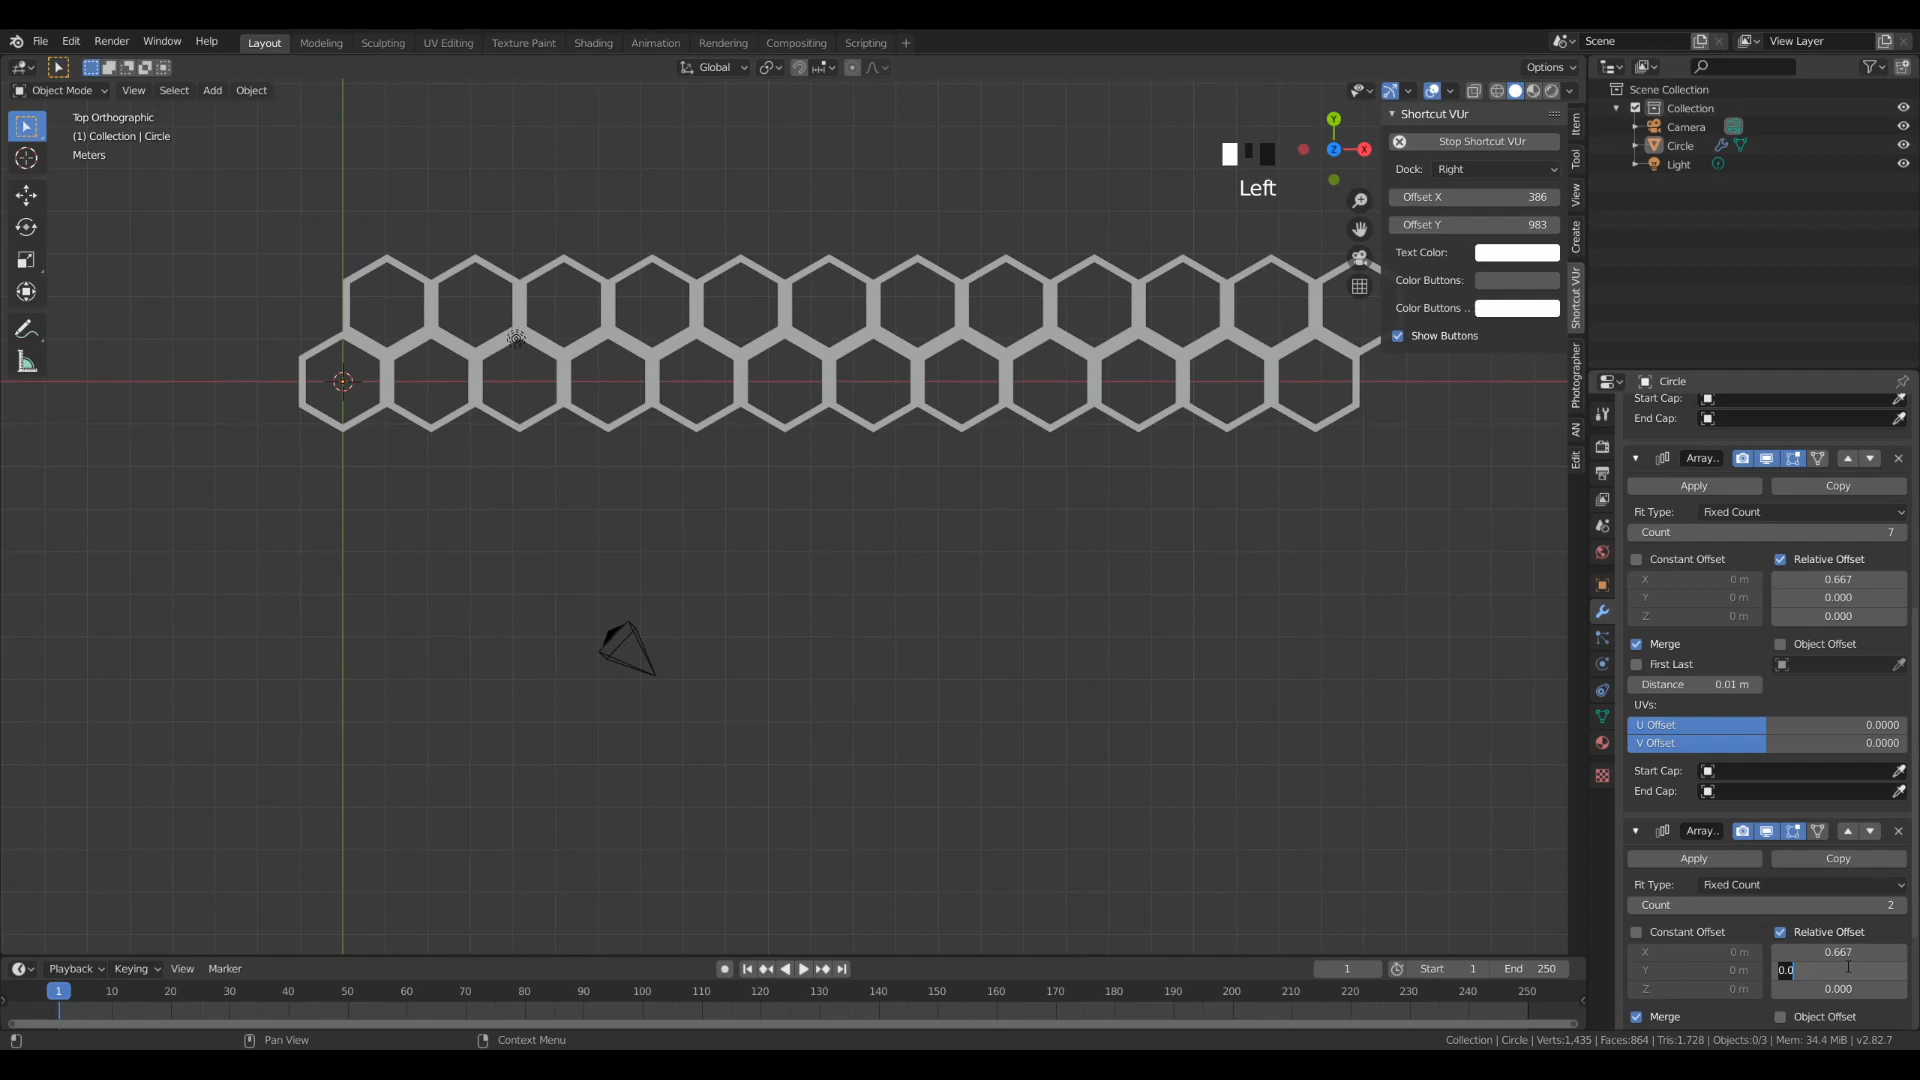 File Edit Render Window Help Layout Modeling Sculpting UV Editing Texture Paint Shading Animation Rendering Compositing Scripting + Scene View Layer
Global Options
Object Mode View Select Add Object
Top Orthographic
(1) Collection | Circle
Meters
Left
Y
Z
X
Shortcut VUr
Stop Shortcut VUr
Dock: Right
Offset X 386
Offset Y 983
Text Color:
Color Buttons:
Color Buttons ..
Show Buttons
Item
Tool
View
Create
Shortcut VUr
Photographer
AN
Edit
Scene Collection
Collection
Camera
Circle
Light
Circle
Start Cap:
End Cap:
Array..
Apply Copy
Fit Type: Fixed Count
Count 7
Constant Offset Relative Offset
X 0 m 0.667
Y 0 m 0.000
Z 0 m 0.000
Merge Object Offset
First Last
Distance 0.01 m
UVs:
U Offset 0.0000
V Offset 0.0000
Start Cap:
End Cap:
Array..
Apply Copy
Fit Type: Fixed Count
Count 2
Constant Offset Relative Offset
X 0 m 0.667
Y 0 m 0.0
Z 0 m 0.000
Merge Object Offset
Playback Keying View Marker 1 Start 1 End 250
1 10 20 30 40 50 60 70 80 90 100 110 120 130 140 150 160 170 180 190 200 210 220 230 240 250
Pan View Context Menu Collection | Circle | Verts:1,435 | Faces:864 | Tris:1,728 | Objects:0/3 | Mem: 34.4 MiB | v2.82.7